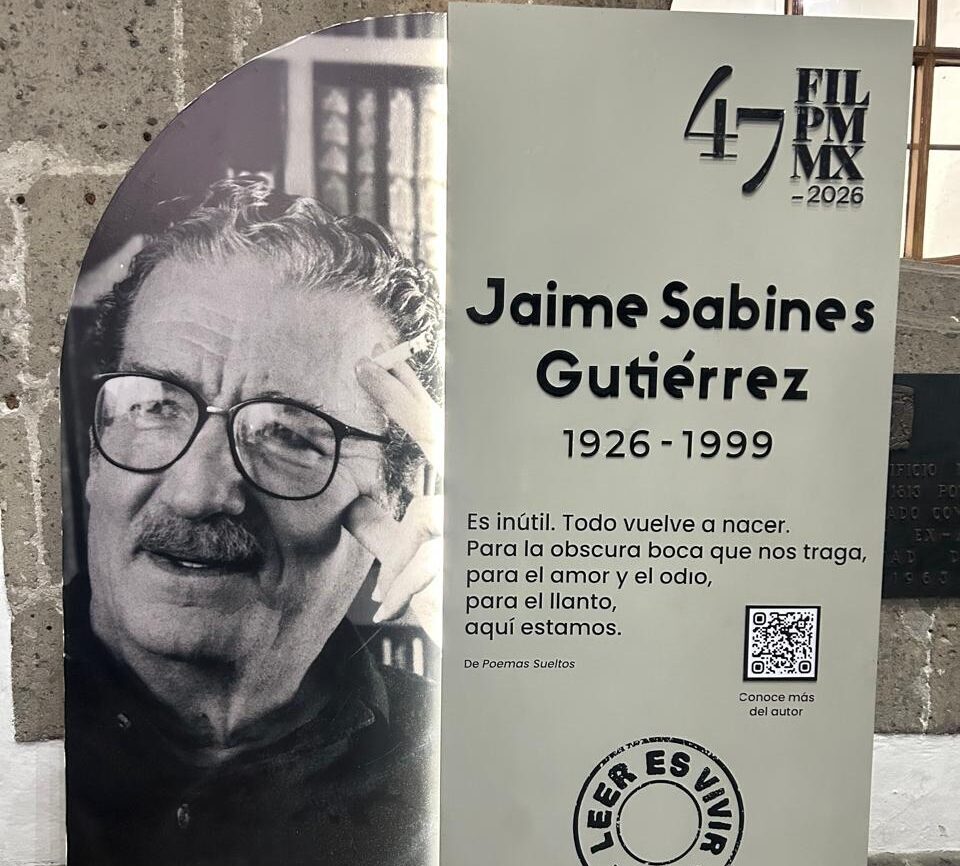 47 FIL
PM
MX
-2026
Jaime Sabines
Gutiérrez
1926 - 1999
Es inútil. Todo vuelve a nacer.
Para la obscura boca que nos traga,
para el amor y el odio,
para el llanto,
aquí estamos.
De Poemas Sueltos
Conoce más
del autor
LEER ES VIVIR